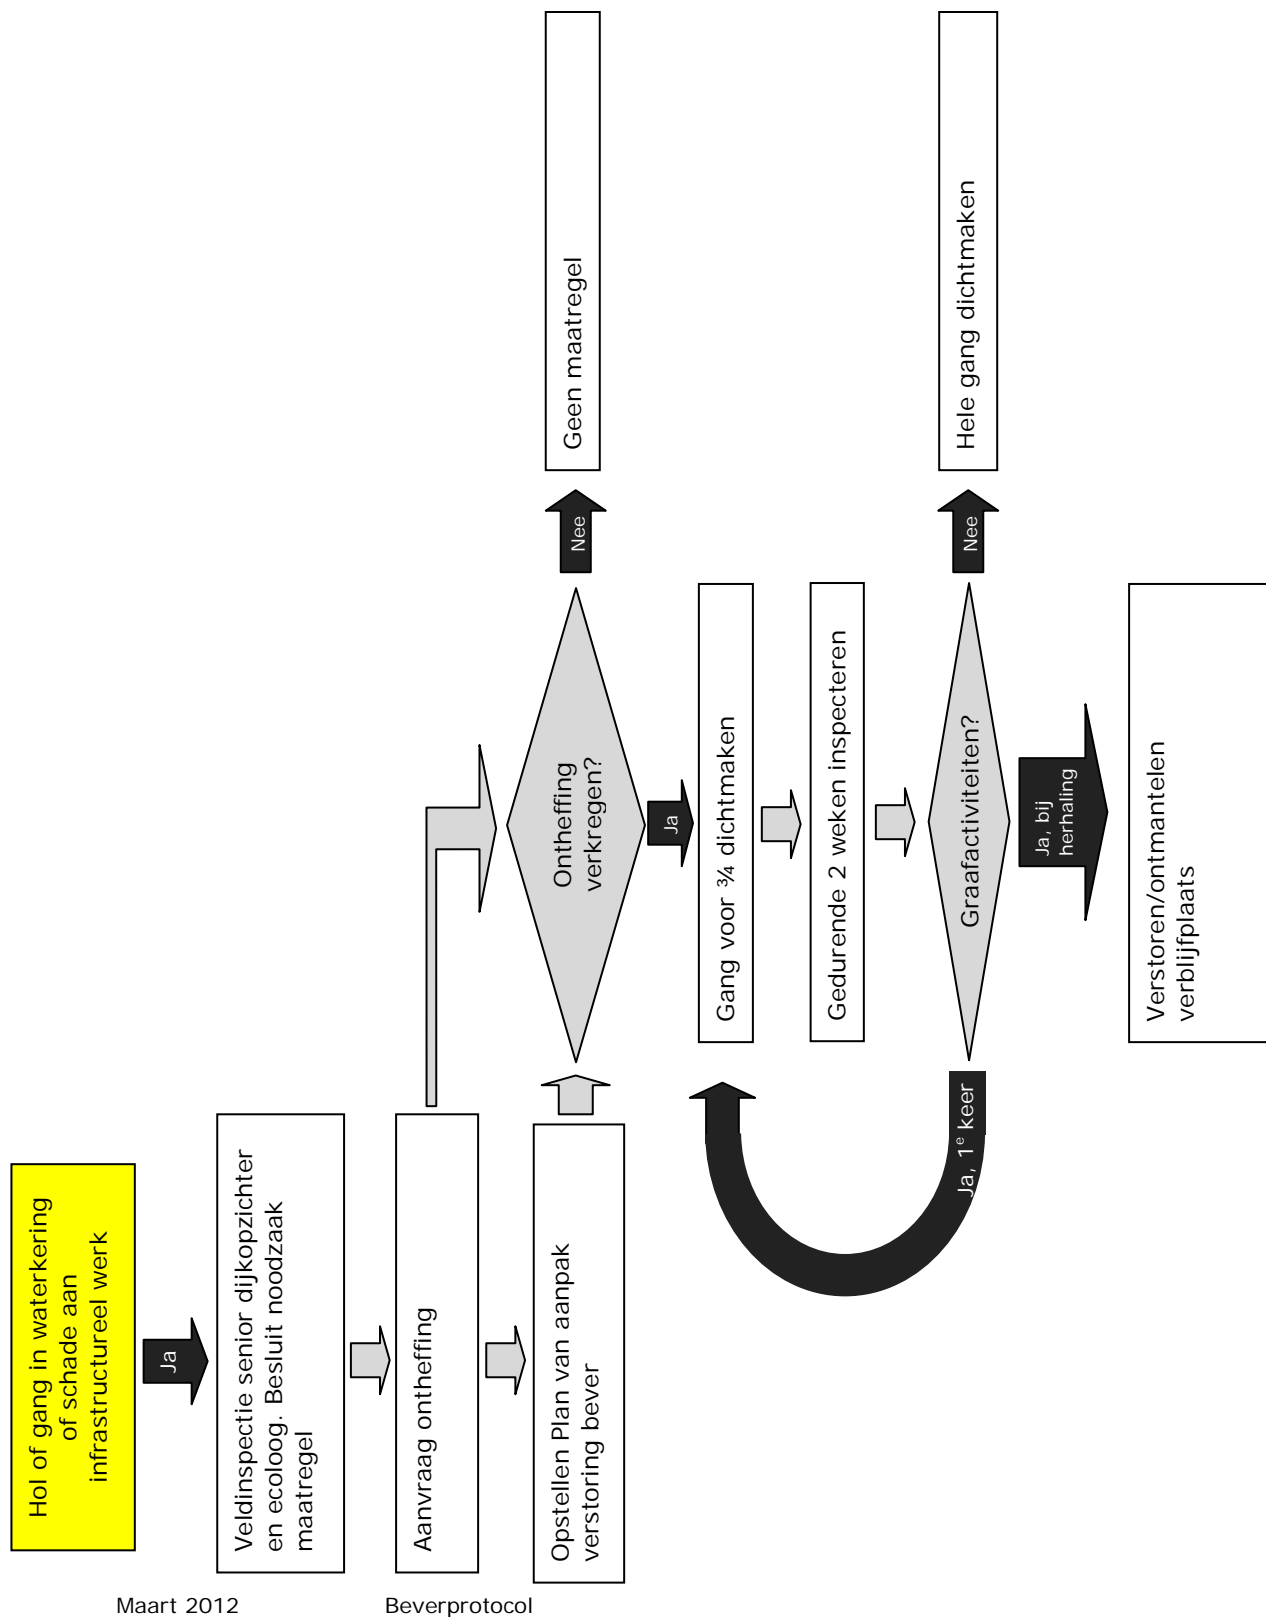 Hol of gang in waterkering
of schade aan
infrastructureel werk
Ja
Veldinspectie senior dijkopzichter
en ecoloog. Besluit noodzaak
maatregel
Aanvraag ontheffing
Opstellen Plan van aanpak
verstoring bever
Ontheffing
verkregen?
Nee
Geen maatregel
Ja
Gang voor ¾ dichtmaken
Gedurende 2 weken inspecteren
Graafactiviteiten?
Nee
Hele gang dichtmaken
Ja, 1e keer
Ja, bij
herhaling
Verstoren/ontmantelen
verblijfplaats
Maart 2012
Beverprotocol